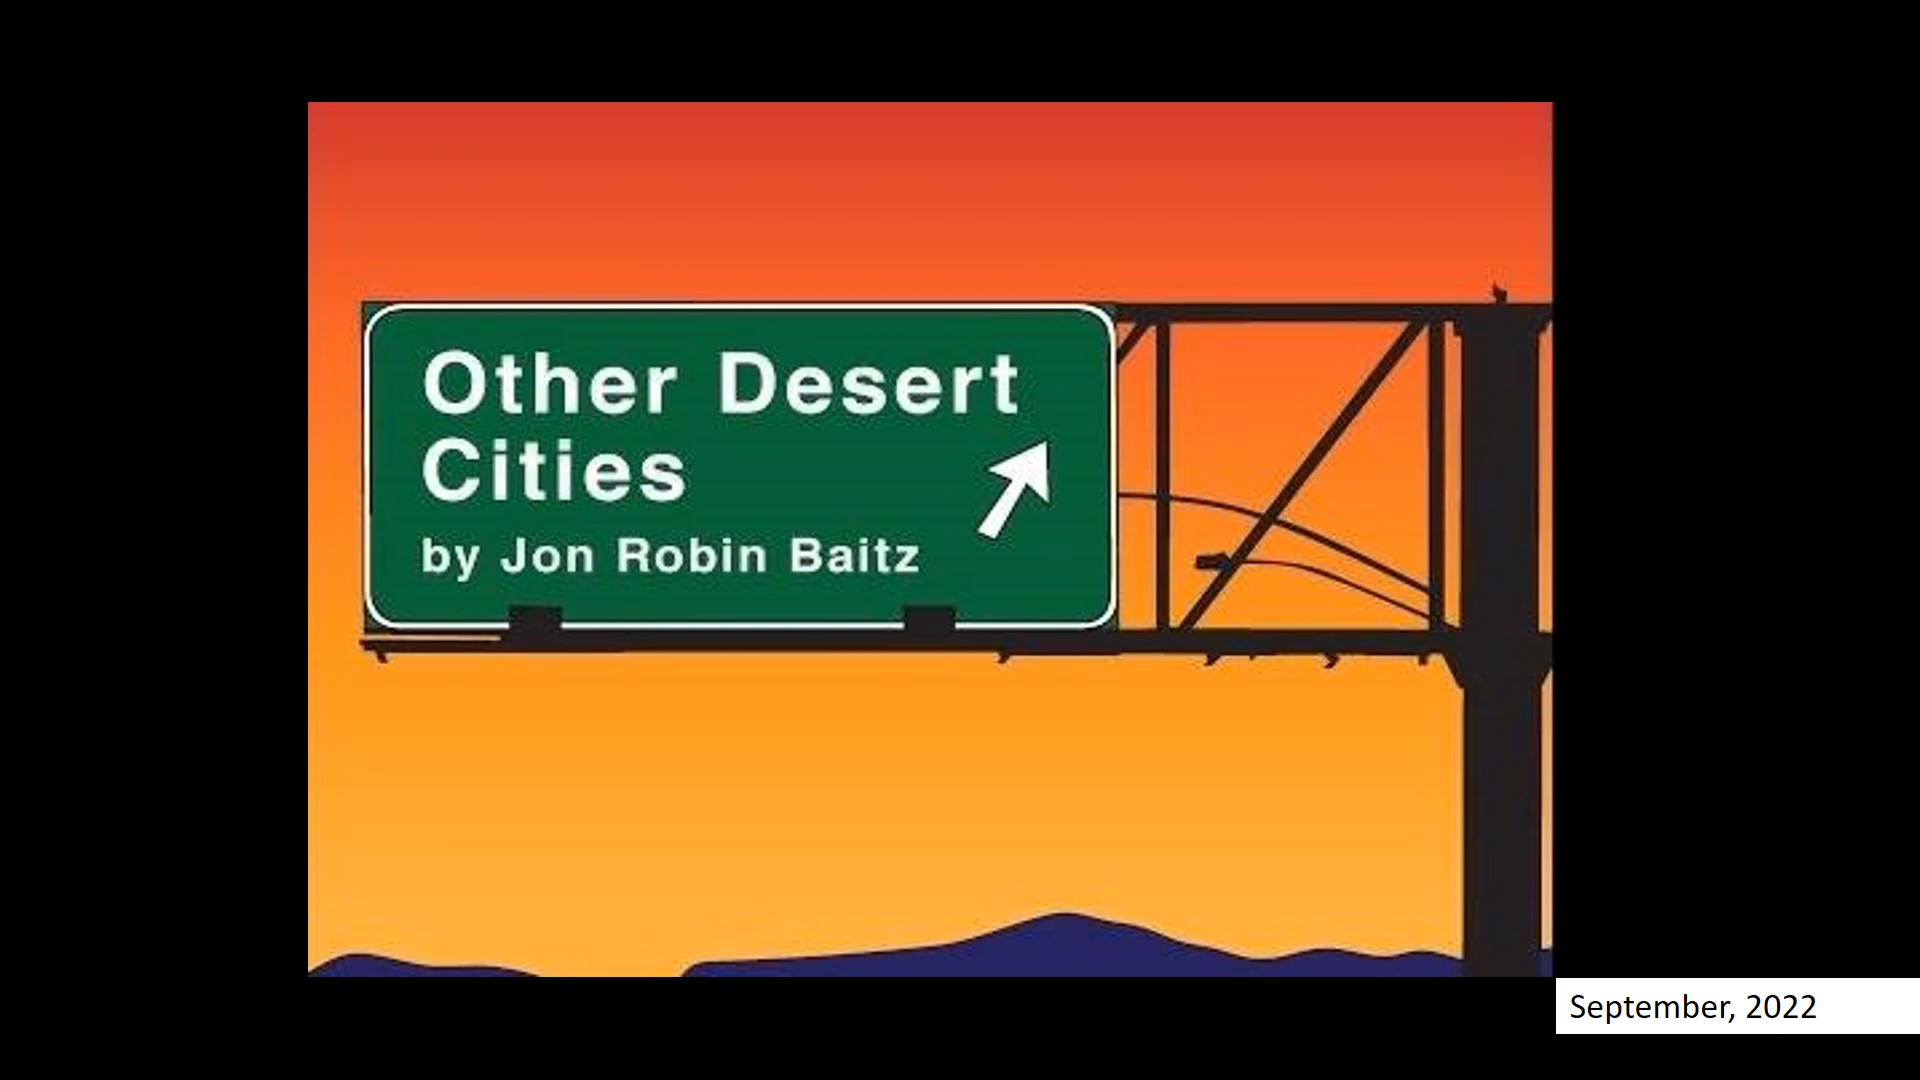 Other Desert
Cities
by Jon Robin Baitz
September, 2022